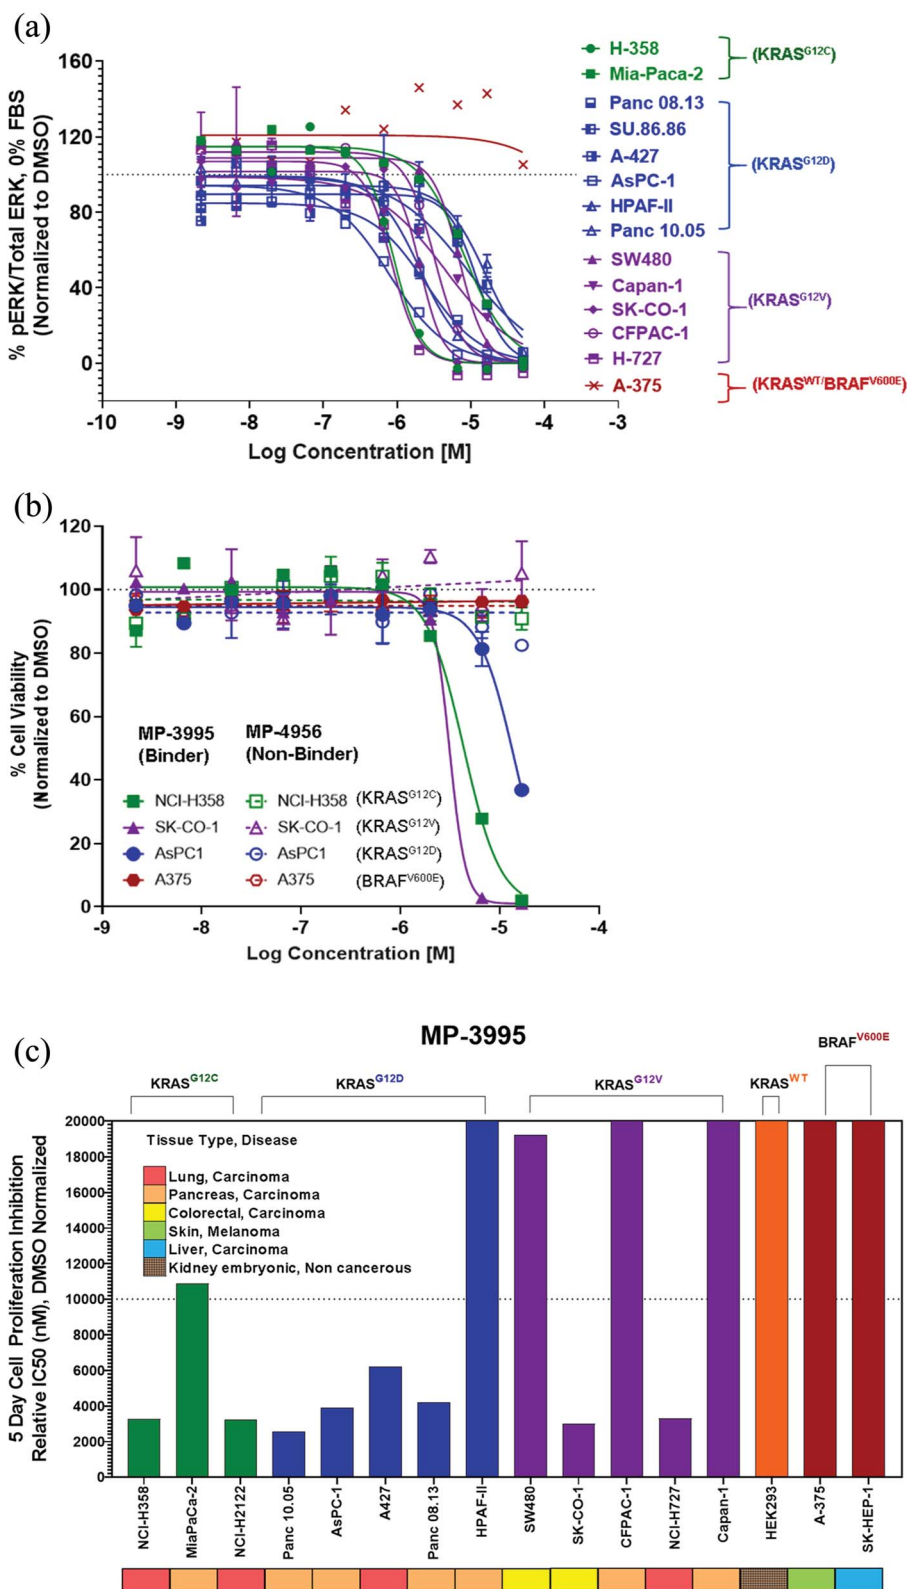 (a)
% pERK/Total ERK, 0% FBS
(Normalized to DMSO)
160
120
80
40
0
-10 -9 -8 -7 -6 -5 -4 -3
Log Concentration [M]
H-358
Mia-Paca-2
(KRASG12C)
Panc 08.13
SU.86.86
A-427
AsPC-1
HPAF-II
Panc 10.05
(KRASG12D)
SW480
Capan-1
SK-CO-1
CFPAC-1
H-727
(KRASG12V)
A-375
(KRASWT/BRAFV600E)
(b)
% Cell Viability
(Normalized to DMSO)
120
100
80
60
40
20
0
-9 -8 -7 -6 -5 -4
Log Concentration [M]
MP-3995 MP-4956
(Binder) (Non-Binder)
NCI-H358 NCI-H358 (KRASG12C)
SK-CO-1 SK-CO-1 (KRASG12V)
AsPC1 AsPC1 (KRASG12D)
A375 A375 (BRAFV600E)
(c)
MP-3995
KRASG12C KRASG12D KRASG12V KRASWT BRAFV600E
5 Day Cell Proliferation Inhibition
Relative IC50 (nM), DMSO Normalized
20000
18000
16000
14000
12000
10000
8000
6000
4000
2000
0
Tissue Type, Disease
Lung, Carcinoma
Pancreas, Carcinoma
Colorectal, Carcinoma
Skin, Melanoma
Liver, Carcinoma
Kidney embryonic, Non cancerous
NCI-H358
MiaPaCa-2
NCI-H2122
Panc 10.05
AsPC-1
A427
Panc 08.13
HPAF-II
SW480
SK-CO-1
CFPAC-1
NCI-H727
Capan-1
HEK293
A-375
SK-HEP-1